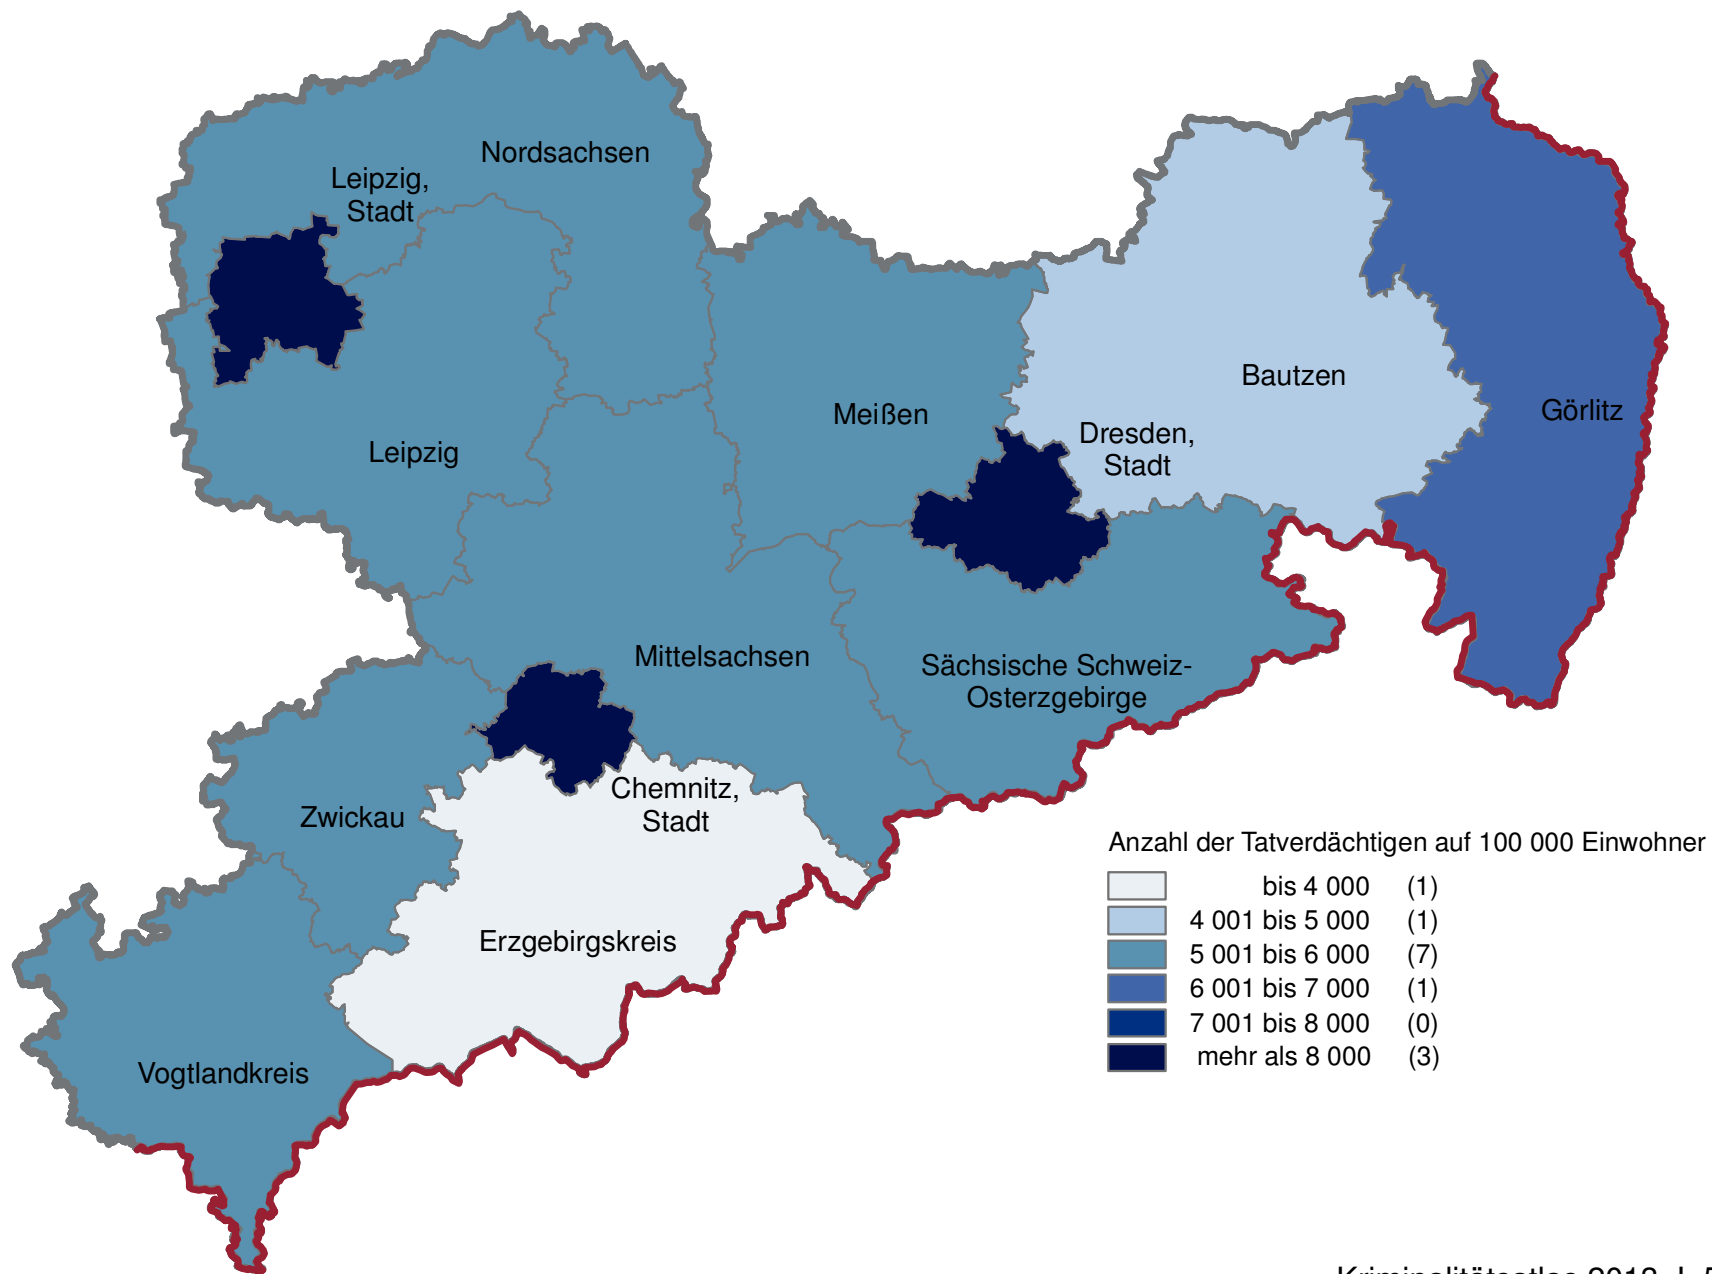 Nordsachsen
Leipzig,
Stadt
Bautzen
Görlitz
Meißen
Dresden,
Stadt
Leipzig
Mittelsachsen
Sächsische Schweiz-
Osterzgebirge
Chemnitz,
Stadt
Zwickau
Erzgebirgskreis
Vogtlandkreis
Anzahl der Tatverdächtigen auf 100 000 Einwohner
bis 4 000 (1)
4 001 bis 5 000 (1)
5 001 bis 6 000 (7)
6 001 bis 7 000 (1)
7 001 bis 8 000 (0)
mehr als 8 000 (3)